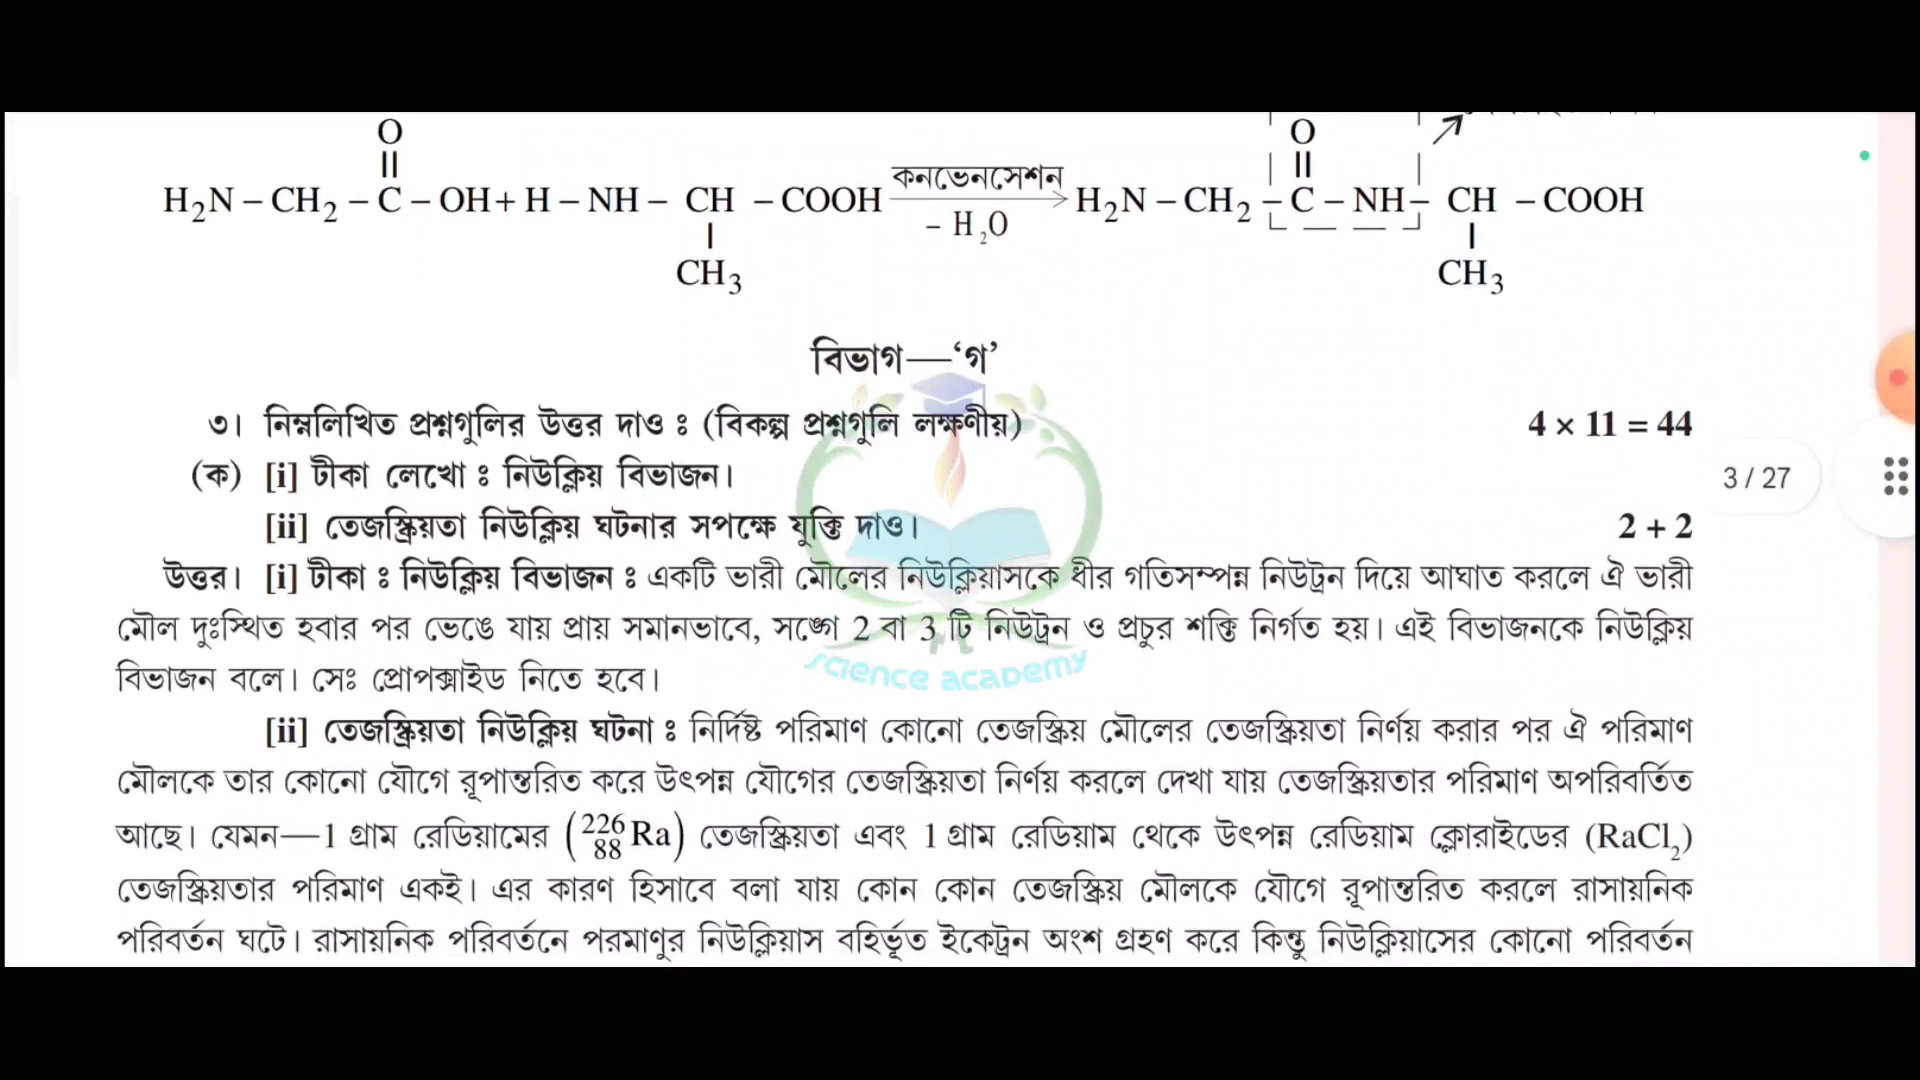 O O
|| ||
H₂N – CH₂ – C – OH + H – NH – CH – COOH কনভেনসেশন H₂N – CH₂ – C – NH – CH – COOH
– H₂O
CH₃ CH₃
বিভাগ—‘গ’
৩। নিম্নলিখিত প্রশ্নগুলির উত্তর দাও ঃ (বিকল্প প্রশ্নগুলি লক্ষণীয়) 4 × 11 = 44
(ক) [i] টীকা লেখো ঃ নিউক্লিয় বিভাজন।
3 / 27
[ii] তেজস্ক্রিয়তা নিউক্লিয় ঘটনার সপক্ষে যুক্তি দাও। 2 + 2
উত্তর। [i] টীকা ঃ নিউক্লিয় বিভাজন ঃ একটি ভারী মৌলের নিউক্লিয়াসকে ধীর গতিসম্পন্ন নিউট্রন দিয়ে আঘাত করলে ঐ ভারী
মৌল দুঃস্থিত হবার পর ভেঙে যায় প্রায় সমানভাবে, সঙ্গে 2 বা 3 টি নিউট্রন ও প্রচুর শক্তি নির্গত হয়। এই বিভাজনকে নিউক্লিয়
বিভাজন বলে। সেঃ প্রোপক্সাইড নিতে হবে।
science academy
[ii] তেজস্ক্রিয়তা নিউক্লিয় ঘটনা ঃ নির্দিষ্ট পরিমাণ কোনো তেজস্ক্রিয় মৌলের তেজস্ক্রিয়তা নির্ণয় করার পর ঐ পরিমাণ
মৌলকে তার কোনো যৌগে রূপান্তরিত করে উৎপন্ন যৌগের তেজস্ক্রিয়তা নির্ণয় করলে দেখা যায় তেজস্ক্রিয়তার পরিমাণ অপরিবর্তিত
আছে। যেমন—1 গ্রাম রেডিয়ামের (²²⁶₈₈Ra) তেজস্ক্রিয়তা এবং 1 গ্রাম রেডিয়াম থেকে উৎপন্ন রেডিয়াম ক্লোরাইডের (RaCl₂)
তেজস্ক্রিয়তার পরিমাণ একই। এর কারণ হিসাবে বলা যায় কোন কোন তেজস্ক্রিয় মৌলকে যৌগে রূপান্তরিত করলে রাসায়নিক
পরিবর্তন ঘটে। রাসায়নিক পরিবর্তনে পরমাণুর নিউক্লিয়াস বহির্ভূত ইকেট্রন অংশ গ্রহণ করে কিন্তু নিউক্লিয়াসের কোনো পরিবর্তন